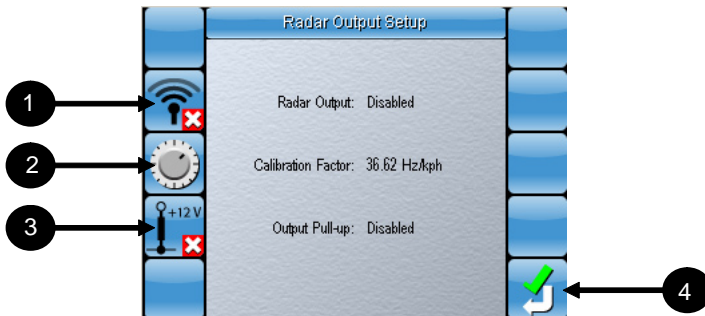 Radar Output Setup
1
Radar Output: Disabled
2
Calibration Factor: 36.62 Hz/kph
3
+12 V
Output Pull-up: Disabled
4